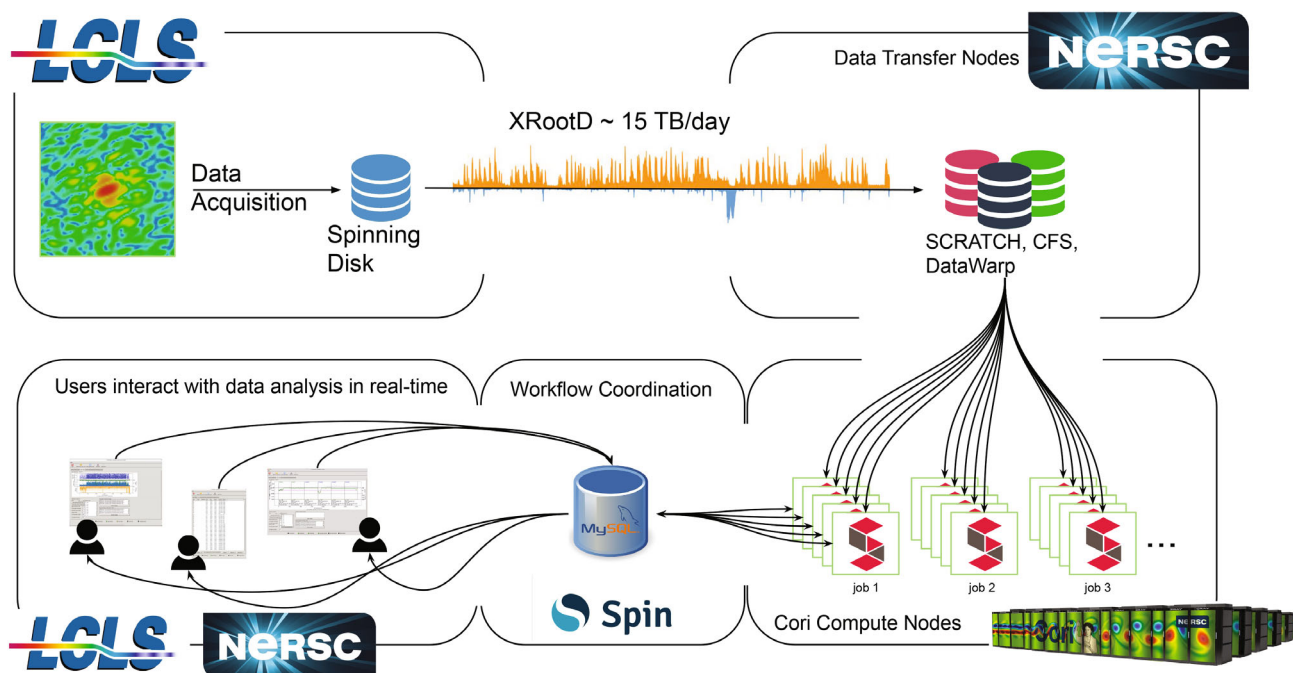 LCLS
Data Transfer Nodes
NERSC
XRootD ~ 15 TB/day
Data
Acquisition
Spinning
Disk
SCRATCH, CFS,
DataWarp
Users interact with data analysis in real-time
Workflow Coordination
MySQL
job 1
job 2
job 3
...
Spin
Cori Compute Nodes
Cori
NERSC
LCLS
NERSC